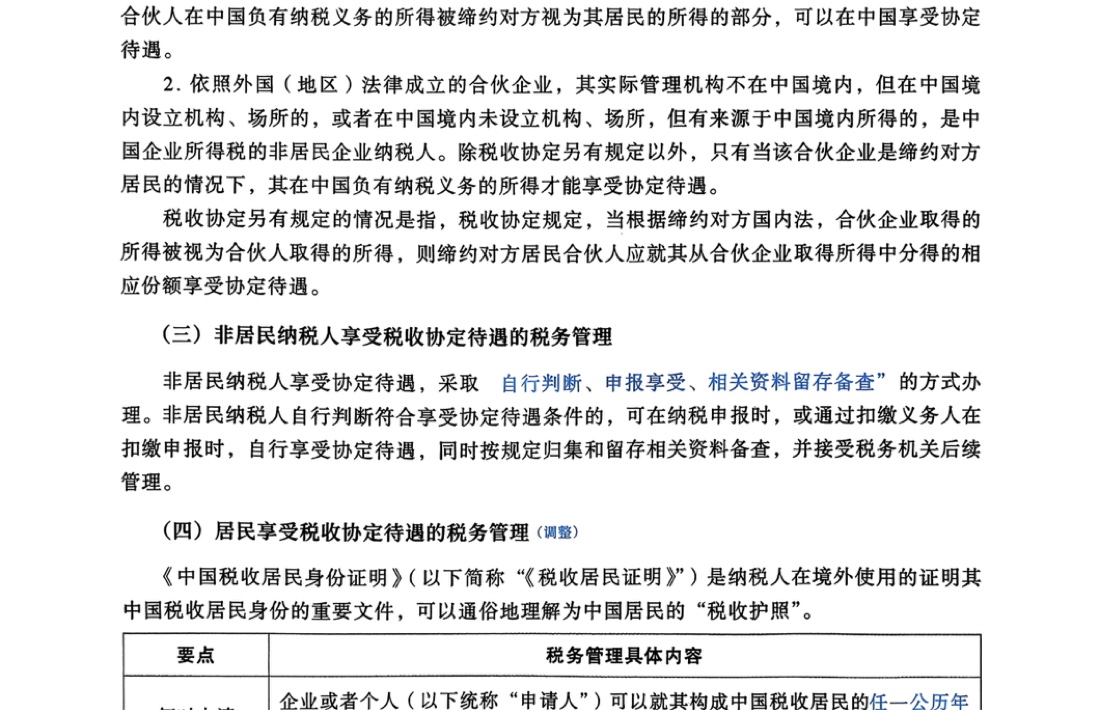 合伙人在中国负有纳税义务的所得被缔约对方视为其居民的所得的部分，可以在中国享受协定
待遇。
2. 依照外国（地区）法律成立的合伙企业，其实际管理机构不在中国境内，但在中国境
内设立机构、场所的，或者在中国境内未设立机构、场所，但有来源于中国境内所得的，是中
国企业所得税的非居民企业纳税人。除税收协定另有规定以外，只有当该合伙企业是缔约对方
居民的情况下，其在中国负有纳税义务的所得才能享受协定待遇。
税收协定另有规定的情况是指，税收协定规定，当根据缔约对方国内法，合伙企业取得的
所得被视为合伙人取得的所得，则缔约对方居民合伙人应就其从合伙企业取得所得中分得的相
应份额享受协定待遇。
（三）非居民纳税人享受税收协定待遇的税务管理
非居民纳税人享受协定待遇，采取 自行判断、申报享受、相关资料留存备查”的方式办
理。非居民纳税人自行判断符合享受协定待遇条件的，可在纳税申报时，或通过扣缴义务人在
扣缴申报时，自行享受协定待遇，同时按规定归集和留存相关资料备查，并接受税务机关后续
管理。
（四）居民享受税收协定待遇的税务管理（调整）
《中国税收居民身份证明》（以下简称“《税收居民证明》”）是纳税人在境外使用的证明其
中国税收居民身份的重要文件，可以通俗地理解为中国居民的“税收护照”。
要点 税务管理具体内容
企业或者个人（以下统称“申请人”）可以就其构成中国税收居民的任一公历年